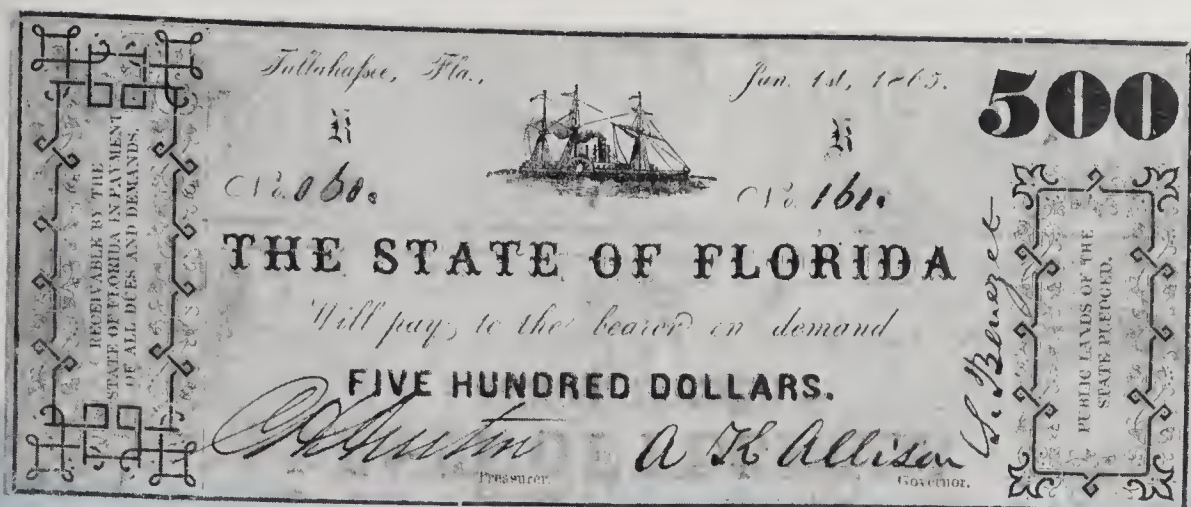 RECEIVABLE BY THE
STATE OF FLORIDA IN PAYMENT
OF ALL DUES AND DEMANDS.
Tallahassee, Fla.,
Jan. 1st, 1865.
500
No. 161.
THE STATE OF FLORIDA
Will pay to the bearer on demand
FIVE HUNDRED DOLLARS.
Treasurer.
A K Allison
Governor.
S. Benezet
PUBLIC LANDS OF THE
STATE PLEDGED.